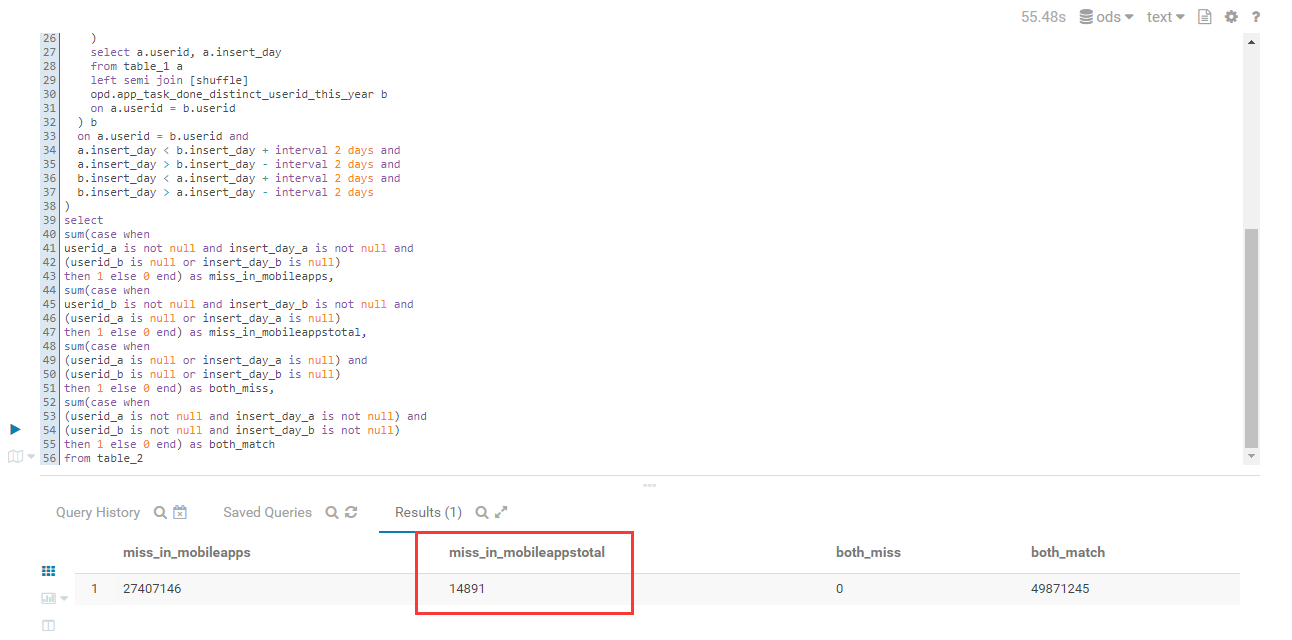 55.48s ods text ?
26 )
27 select a.userid, a.insert_day
28 from table_1 a
29 left semi join [shuffle]
30 opd.app_task_done_distinct_userid_this_year b
31 on a.userid = b.userid
32 ) b
33 on a.userid = b.userid and
34 a.insert_day < b.insert_day + interval 2 days and
35 a.insert_day > b.insert_day - interval 2 days and
36 b.insert_day < a.insert_day + interval 2 days and
37 b.insert_day > a.insert_day - interval 2 days
38 )
39 select
40 sum(case when
41 userid_a is not null and insert_day_a is not null and
42 (userid_b is null or insert_day_b is null)
43 then 1 else 0 end) as miss_in_mobileapps,
44 sum(case when
45 userid_b is not null and insert_day_b is not null and
46 (userid_a is null or insert_day_a is null)
47 then 1 else 0 end) as miss_in_mobileappstotal,
48 sum(case when
49 (userid_a is null or insert_day_a is null) and
50 (userid_b is null or insert_day_b is null)
51 then 1 else 0 end) as both_miss,
52 sum(case when
53 (userid_a is not null and insert_day_a is not null) and
54 (userid_b is not null and insert_day_b is not null)
55 then 1 else 0 end) as both_match
56 from table_2
Query History Saved Queries Results (1)
miss_in_mobileapps miss_in_mobileappstotal both_miss both_match
1 27407146 14891 0 49871245